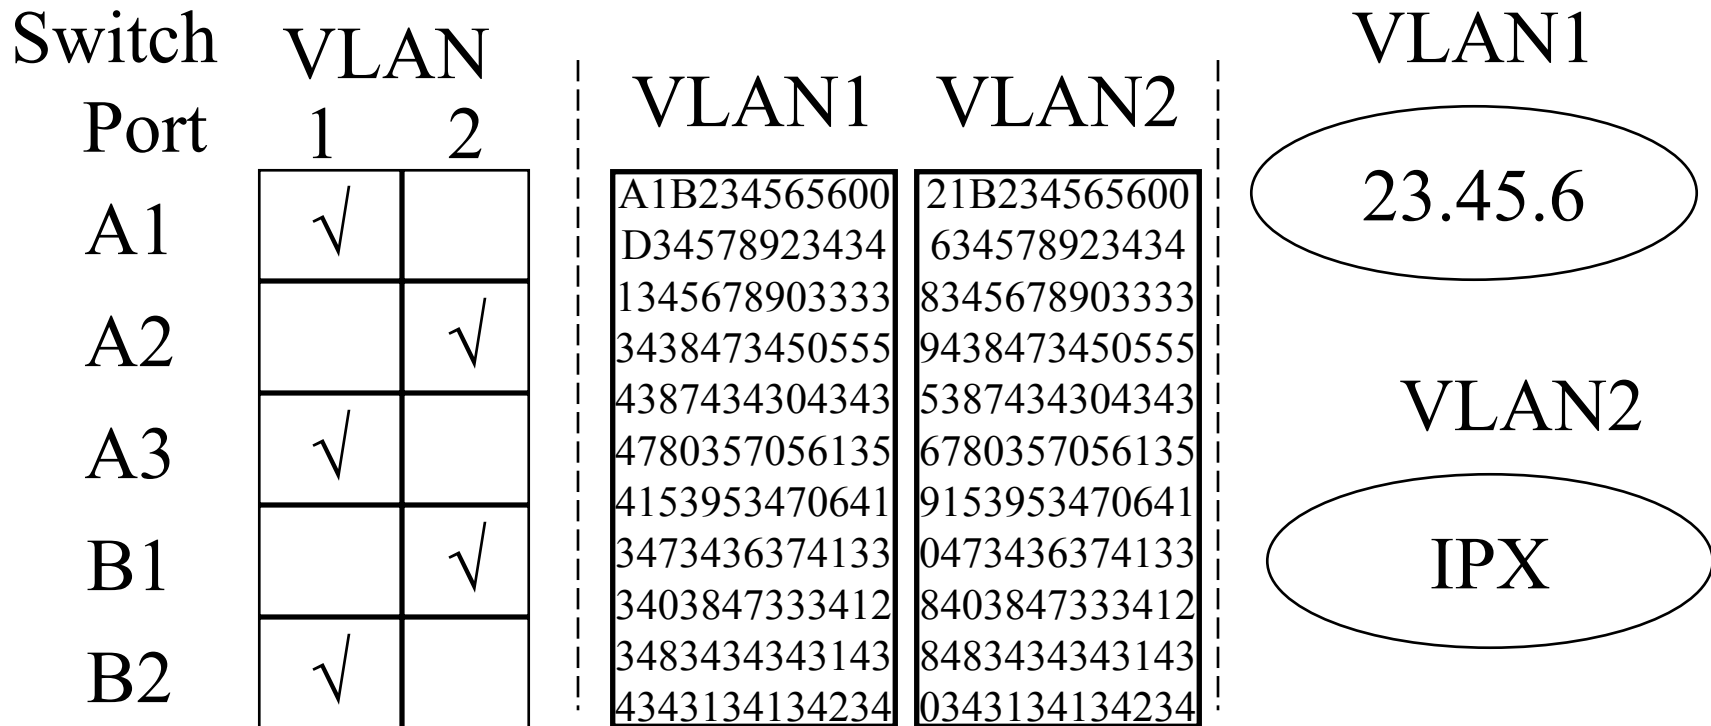 Switch VLAN
Port 1 2
A1 √
A2 √
A3 √
B1 √
B2 √
VLAN1 VLAN2
A1B234565600 21B234565600
D34578923434 634578923434
1345678903333 8345678903333
3438473450555 9438473450555
4387434304343 5387434304343
4780357056135 6780357056135
4153953470641 9153953470641
3473436374133 0473436374133
3403847333412 8403847333412
3483434343143 8483434343143
4343134134234 0343134134234
VLAN1
23.45.6
VLAN2
IPX